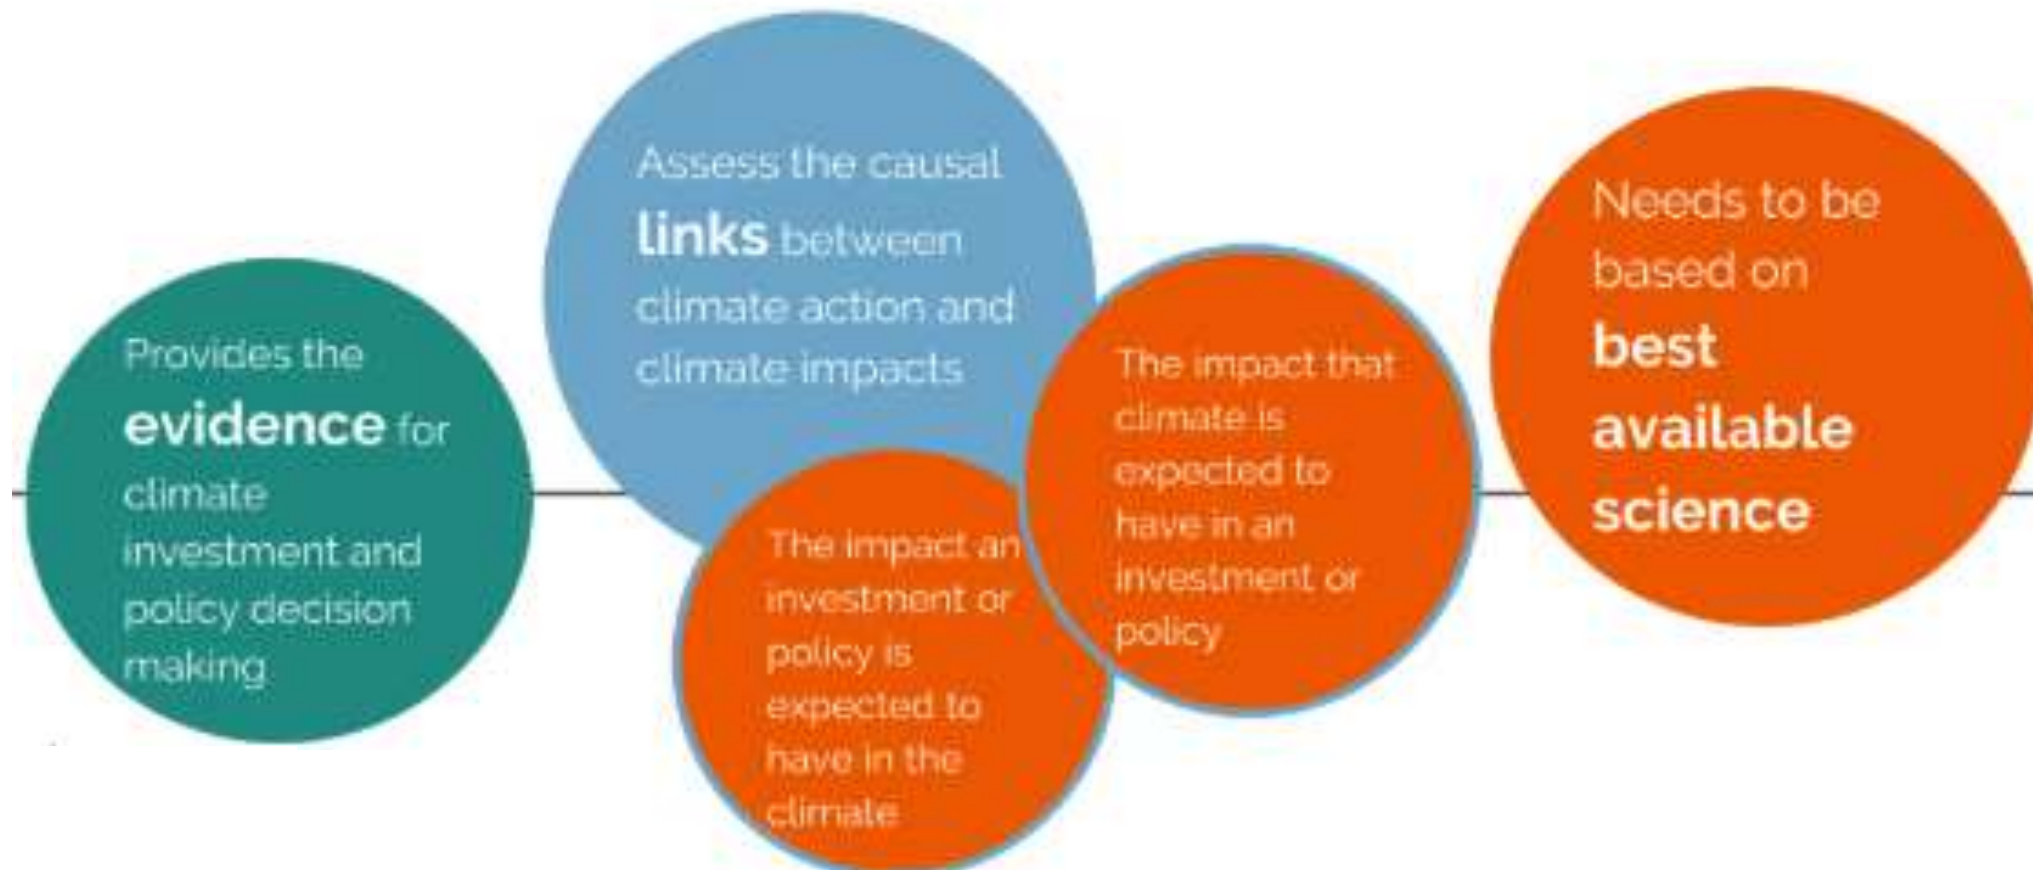 Provides the
evidence for
climate
investment and
policy decision
making
Assess the causal
links between
climate action and
climate impacts
The impact an
investment or
policy is
expected to
have in the
climate
The impact that
climate is
expected to
have in an
investment or
policy
Needs to be
based on
best
available
science